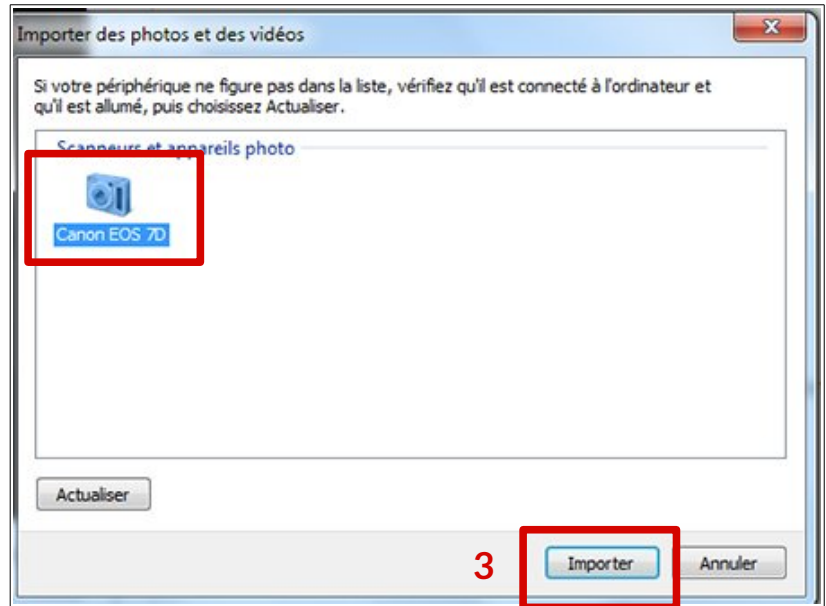 Importer des photos et des vidéos
Si votre périphérique ne figure pas dans la liste, vérifiez qu'il est connecté à l'ordinateur et
qu'il est allumé, puis choisissez Actualiser.
Scanneurs et appareils photo
Canon EOS 7D
Actualiser
3 Importer Annuler